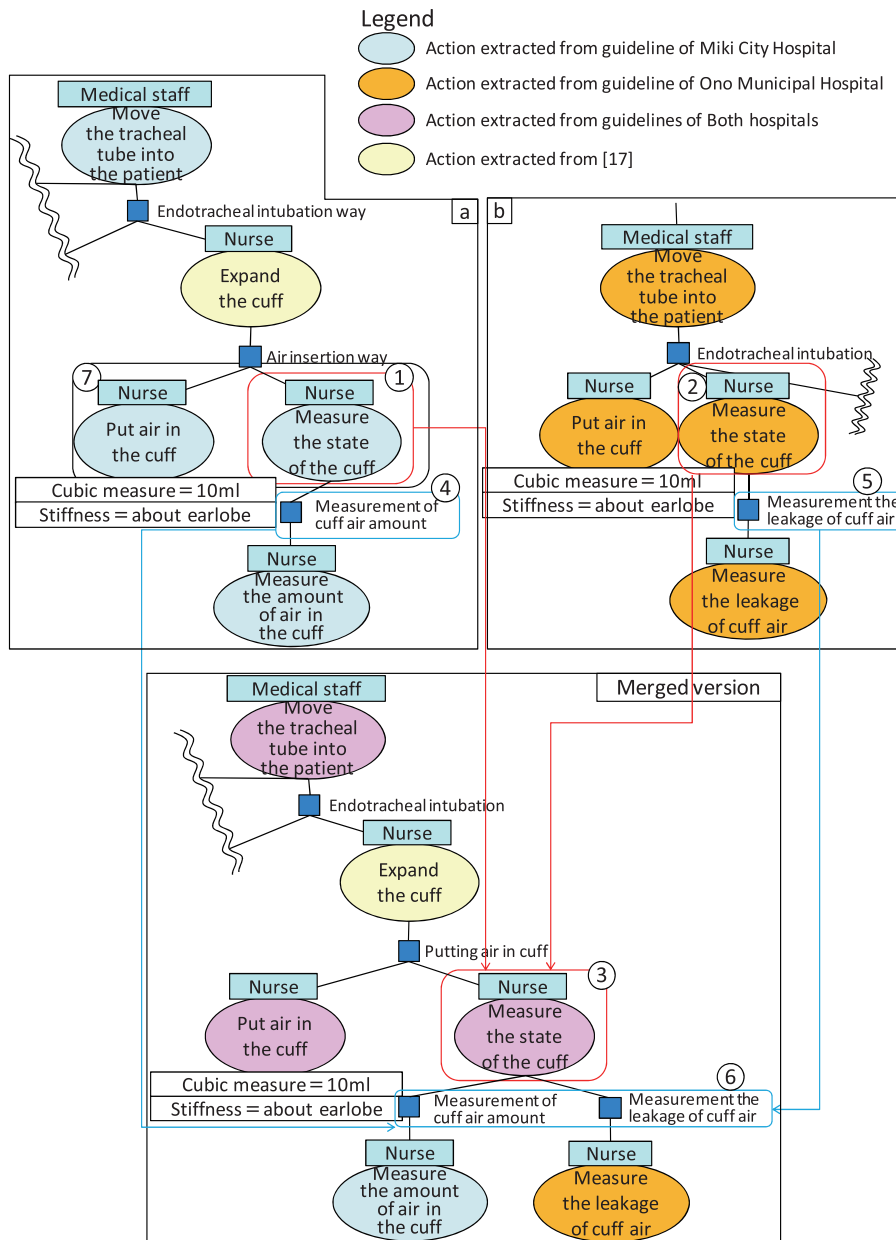 Legend
Action extracted from guideline of Miki City Hospital
Action extracted from guideline of Ono Municipal Hospital
Action extracted from guidelines of Both hospitals
Action extracted from [17]
Medical staff
Move
the tracheal
tube into
the patient
Endotracheal intubation way
a
Nurse
Expand
the cuff
Air insertion way
7
Nurse
Put air in
the cuff
1
Nurse
Measure
the state
of the cuff
Cubic measure = 10ml
Stiffness = about earlobe
4
Measurement of
cuff air amount
Nurse
Measure
the amount
of air in
the cuff
b
Medical staff
Move
the tracheal
tube into
the patient
Endotracheal intubation
Nurse
Put air in
the cuff
2
Nurse
Measure
the state
of the cuff
Cubic measure = 10ml
Stiffness = about earlobe
5
Measurement the
leakage of cuff air
Nurse
Measure
the leakage
of cuff air
Merged version
Medical staff
Move
the tracheal
tube into
the patient
Endotracheal intubation
Nurse
Expand
the cuff
Putting air in cuff
Nurse
Put air in
the cuff
3
Nurse
Measure
the state
of the cuff
Cubic measure = 10ml
Stiffness = about earlobe
6
Measurement of
cuff air amount
Measurement the
leakage of cuff air
Nurse
Measure
the amount
of air in
the cuff
Nurse
Measure
the leakage
of cuff air